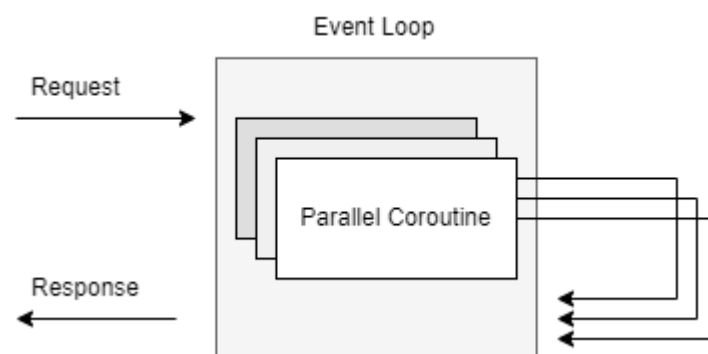 Event Loop
Request
Parallel Coroutine
Response